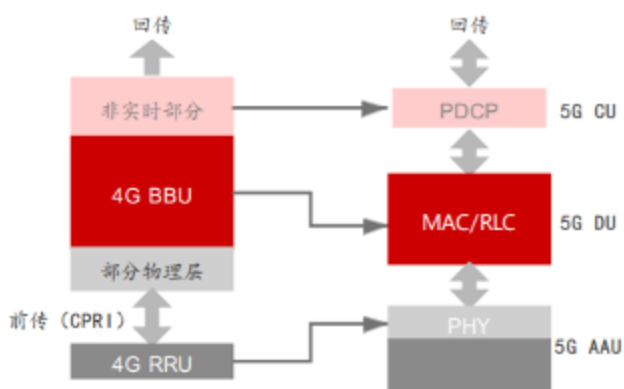 回传
回传
非实时部分
PDCP
5G CU
4G BBU
MAC/RLC
5G DU
部分物理层
前传（CPRI）
PHY
5G AAU
4G RRU